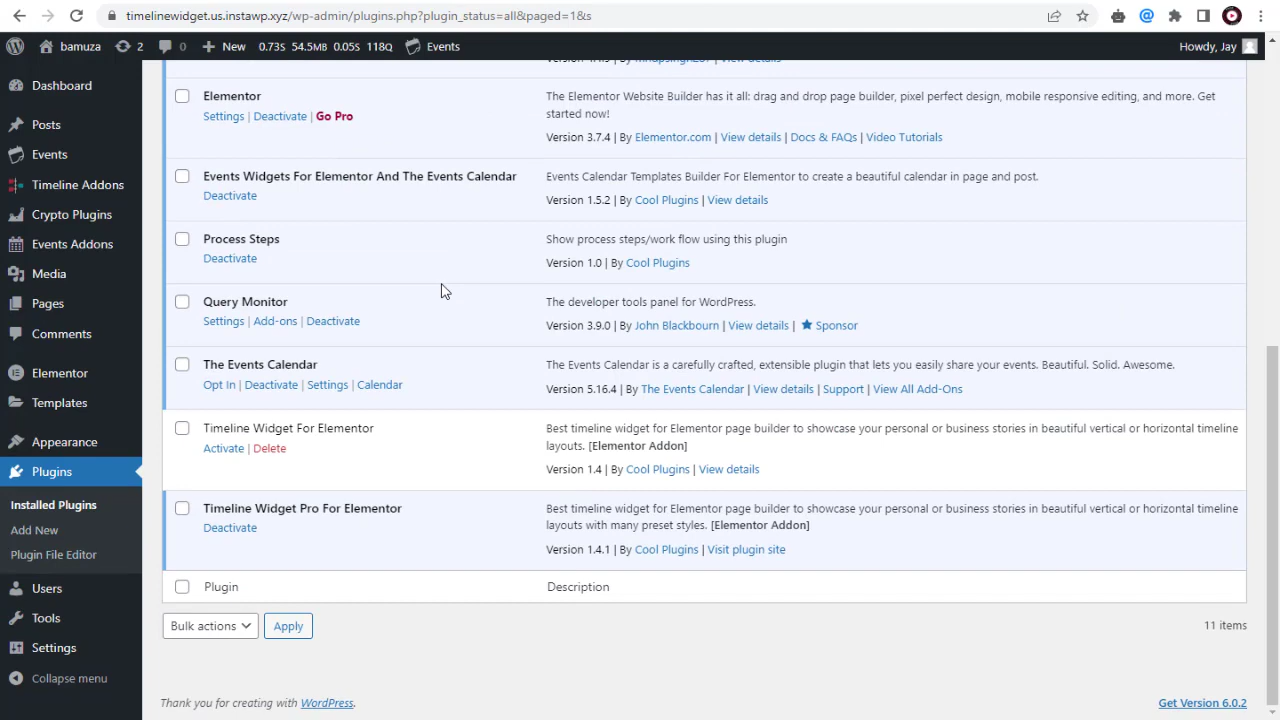 timelinewidget.us.instawp.xyz/wp-admin/plugins.php?plugin_status=all&paged=1&s
bamuza 2 0 New 0.73s 54.5MB 0.05s 118Q Events Howdy, Jay
Dashboard
Posts
Events
Timeline Addons
Crypto Plugins
Events Addons
Media
Pages
Comments
Elementor
Templates
Appearance
Plugins
Installed Plugins
Add New
Plugin File Editor
Users
Tools
Settings
Collapse menu
Elementor
Settings | Deactivate | Go Pro
The Elementor Website Builder has it all: drag and drop page builder, pixel perfect design, mobile responsive editing, and more. Get
started now!
Version 3.7.4 | By Elementor.com | View details | Docs & FAQs | Video Tutorials
Events Widgets For Elementor And The Events Calendar
Deactivate
Events Calendar Templates Builder For Elementor to create a beautiful calendar in page and post.
Version 1.5.2 | By Cool Plugins | View details
Process Steps
Deactivate
Show process steps/work flow using this plugin
Version 1.0 | By Cool Plugins
Query Monitor
Settings | Add-ons | Deactivate
The developer tools panel for WordPress.
Version 3.9.0 | By John Blackbourn | View details | ★ Sponsor
The Events Calendar
Opt In | Deactivate | Settings | Calendar
The Events Calendar is a carefully crafted, extensible plugin that lets you easily share your events. Beautiful. Solid. Awesome.
Version 5.16.4 | By The Events Calendar | View details | Support | View All Add-Ons
Timeline Widget For Elementor
Activate | Delete
Best timeline widget for Elementor page builder to showcase your personal or business stories in beautiful vertical or horizontal timeline
layouts. [Elementor Addon]
Version 1.4 | By Cool Plugins | View details
Timeline Widget Pro For Elementor
Deactivate
Best timeline widget for Elementor page builder to showcase your personal or business stories in beautiful vertical or horizontal timeline
layouts with many preset styles. [Elementor Addon]
Version 1.4.1 | By Cool Plugins | Visit plugin site
Plugin Description
Bulk actions Apply 11 items
Thank you for creating with WordPress. Get Version 6.0.2